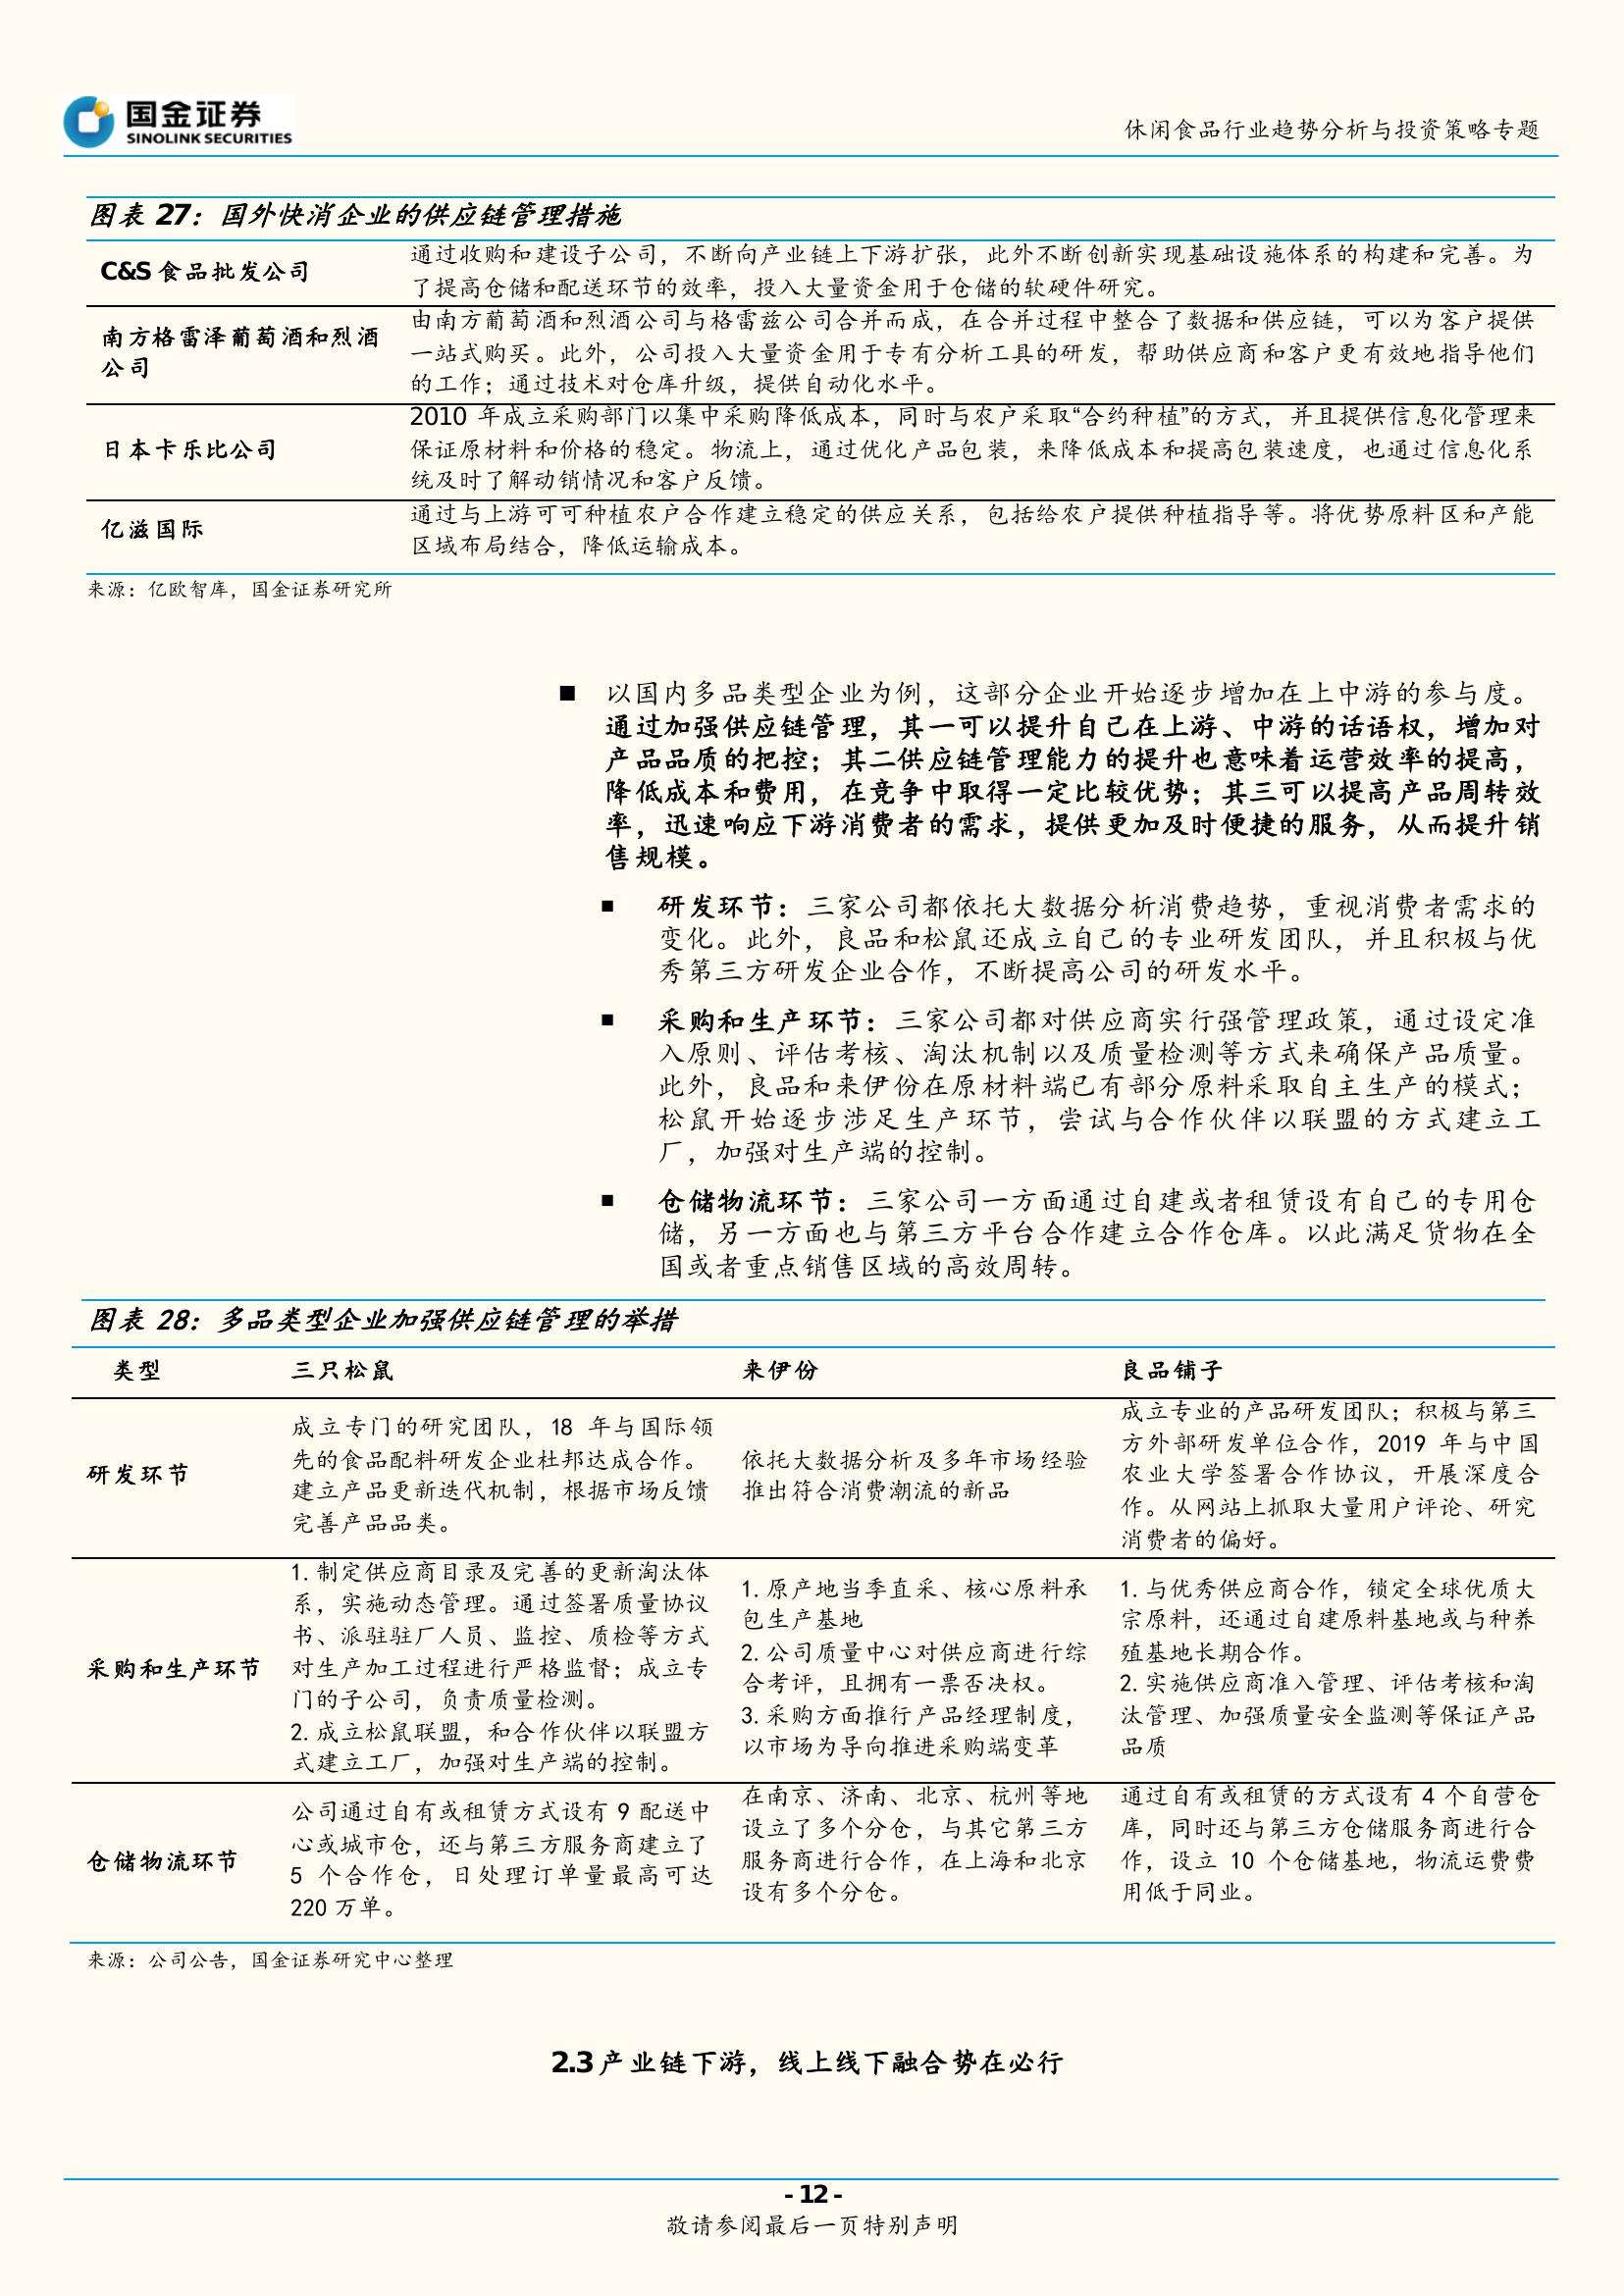 国金证券
SINOLINK SECURITIES
休闲食品行业趋势分析与投资策略专题
图表 27：国外快消企业的供应链管理措施
C&S 食品批发公司
通过收购和建设子公司，不断向产业链上下游扩张，此外不断创新实现基础设施体系的构建和完善。为
了提高仓储和配送环节的效率，投入大量资金用于仓储的软硬件研究。
南方格雷泽葡萄酒和烈酒
公司
由南方葡萄酒和烈酒公司与格雷兹公司合并而成，在合并过程中整合了数据和供应链，可以为客户提供
一站式购买。此外，公司投入大量资金用于专有分析工具的研发，帮助供应商和客户更有效地指导他们
的工作；通过技术对仓库升级，提供自动化水平。
日本卡乐比公司
2010 年成立采购部门以集中采购降低成本，同时与农户采取“合约种植”的方式，并且提供信息化管理来
保证原材料和价格的稳定。物流上，通过优化产品包装，来降低成本和提高包装速度，也通过信息化系
统及时了解动销情况和客户反馈。
亿滋国际
通过与上游可可种植农户合作建立稳定的供应关系，包括给农户提供种植指导等。将优势原料区和产能
区域布局结合，降低运输成本。
来源：亿欧智库，国金证券研究所
■ 以国内多品类型企业为例，这部分企业开始逐步增加在上中游的参与度。
通过加强供应链管理，其一可以提升自己在上游、中游的话语权，增加对
产品品质的把控；其二供应链管理能力的提升也意味着运营效率的提高，
降低成本和费用，在竞争中取得一定比较优势；其三可以提高产品周转效
率，迅速响应下游消费者的需求，提供更加及时便捷的服务，从而提升销
售规模。
■ 研发环节：三家公司都依托大数据分析消费趋势，重视消费者需求的
变化。此外，良品和松鼠还成立自己的专业研发团队，并且积极与优
秀第三方研发企业合作，不断提高公司的研发水平。
■ 采购和生产环节：三家公司都对供应商实行强管理政策，通过设定准
入原则、评估考核、淘汰机制以及质量检测等方式来确保产品质量。
此外，良品和来伊份在原材料端已有部分原料采取自主生产的模式；
松鼠开始逐步涉足生产环节，尝试与合作伙伴以联盟的方式建立工
厂，加强对生产端的控制。
■ 仓储物流环节：三家公司一方面通过自建或者租赁设有自己的专用仓
储，另一方面也与第三方平台合作建立合作仓库。以此满足货物在全
国或者重点销售区域的高效周转。
图表 28：多品类型企业加强供应链管理的举措
类型 三只松鼠 来伊份 良品铺子
研发环节
成立专门的研究团队，18 年与国际领
先的食品配料研发企业杜邦达成合作。
建立产品更新迭代机制，根据市场反馈
完善产品品类。
依托大数据分析及多年市场经验
推出符合消费潮流的新品
成立专业的产品研发团队；积极与第三
方外部研发单位合作，2019 年与中国
农业大学签署合作协议，开展深度合
作。从网站上抓取大量用户评论、研究
消费者的偏好。
采购和生产环节
1.制定供应商目录及完善的更新淘汰体
系，实施动态管理。通过签署质量协议
书、派驻驻厂人员、监控、质检等方式
对生产加工过程进行严格监督；成立专
门的子公司，负责质量检测。
2.成立松鼠联盟，和合作伙伴以联盟方
式建立工厂，加强对生产端的控制。
1.原产地当季直采、核心原料承
包生产基地
2.公司质量中心对供应商进行综
合考评，且拥有一票否决权。
3.采购方面推行产品经理制度，
以市场为导向推进采购端变革
1.与优秀供应商合作，锁定全球优质大
宗原料，还通过自建原料基地或与种养
殖基地长期合作。
2.实施供应商准入管理、评估考核和淘
汰管理、加强质量安全监测等保证产品
品质
仓储物流环节
公司通过自有或租赁方式设有 9 配送中
心或城市仓，还与第三方服务商建立了
5 个合作仓，日处理订单量最高可达
220 万单。
在南京、济南、北京、杭州等地
设立了多个分仓，与其它第三方
服务商进行合作，在上海和北京
设有多个分仓。
通过自有或租赁的方式设有 4 个自营仓
库，同时还与第三方仓储服务商进行合
作，设立 10 个仓储基地，物流运费费
用低于同业。
来源：公司公告，国金证券研究中心整理
2.3 产业链下游，线上线下融合势在必行
- 12 -
敬请参阅最后一页特别声明